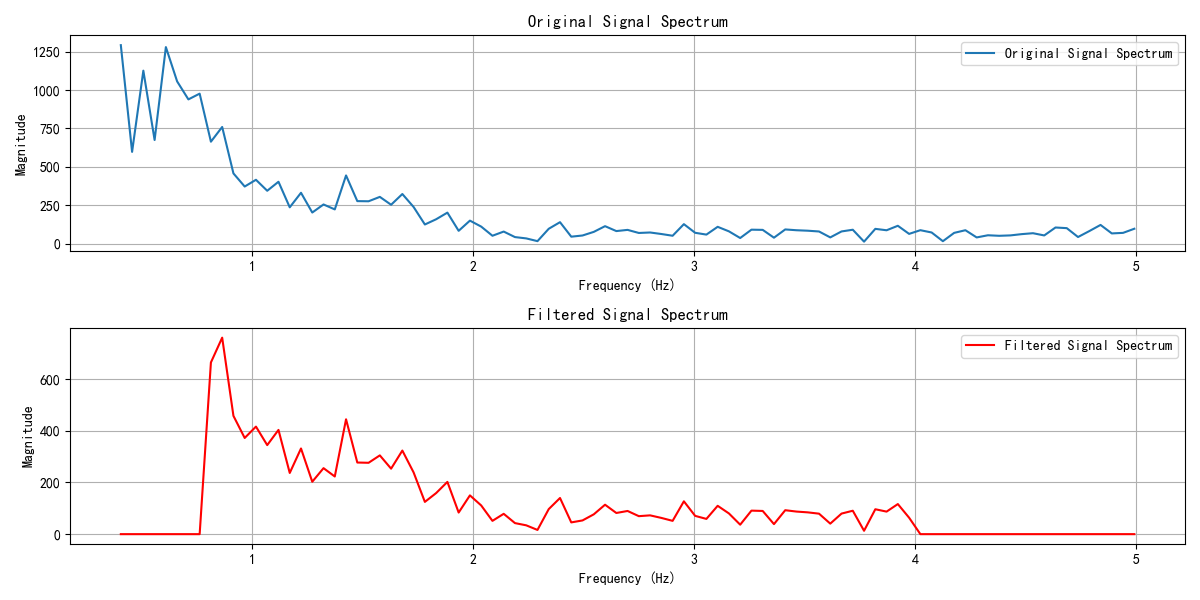 Original Signal Spectrum
Original Signal Spectrum
1250
1000
750
500
250
0
Magnitude
1 2 3 4 5
Frequency (Hz)
Filtered Signal Spectrum
Filtered Signal Spectrum
600
400
200
0
Magnitude
1 2 3 4 5
Frequency (Hz)